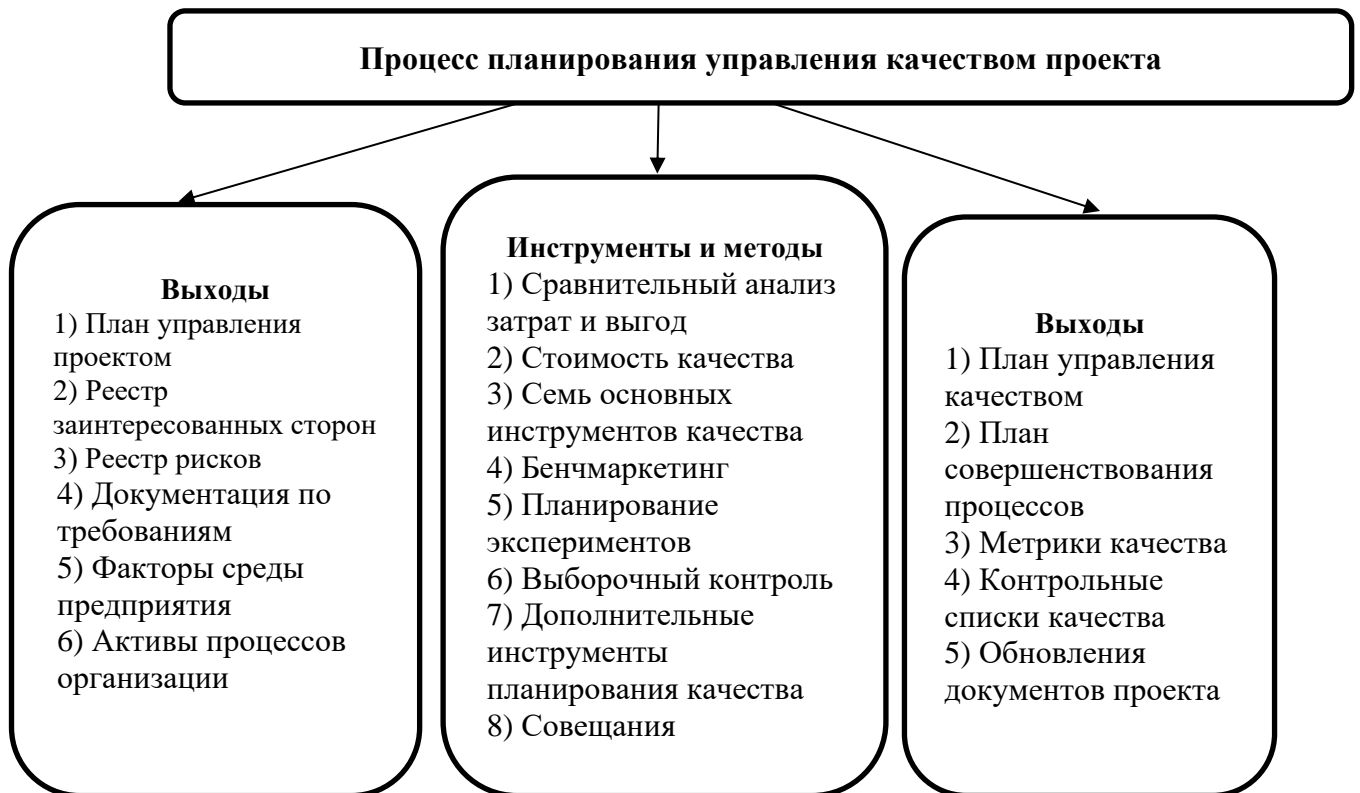 Процесс планирования управления качеством проекта
Выходы
1) План управления
проектом
2) Реестр
заинтересованных сторон
3) Реестр рисков
4) Документация по
требованиям
5) Факторы среды
предприятия
6) Активы процессов
организации
Инструменты и методы
1) Сравнительный анализ
затрат и выгод
2) Стоимость качества
3) Семь основных
инструментов качества
4) Бенчмаркетинг
5) Планирование
экспериментов
6) Выборочный контроль
7) Дополнительные
инструменты
планирования качества
8) Совещания
Выходы
1) План управления
качеством
2) План
совершенствования
процессов
3) Метрики качества
4) Контрольные
списки качества
5) Обновления
документов проекта